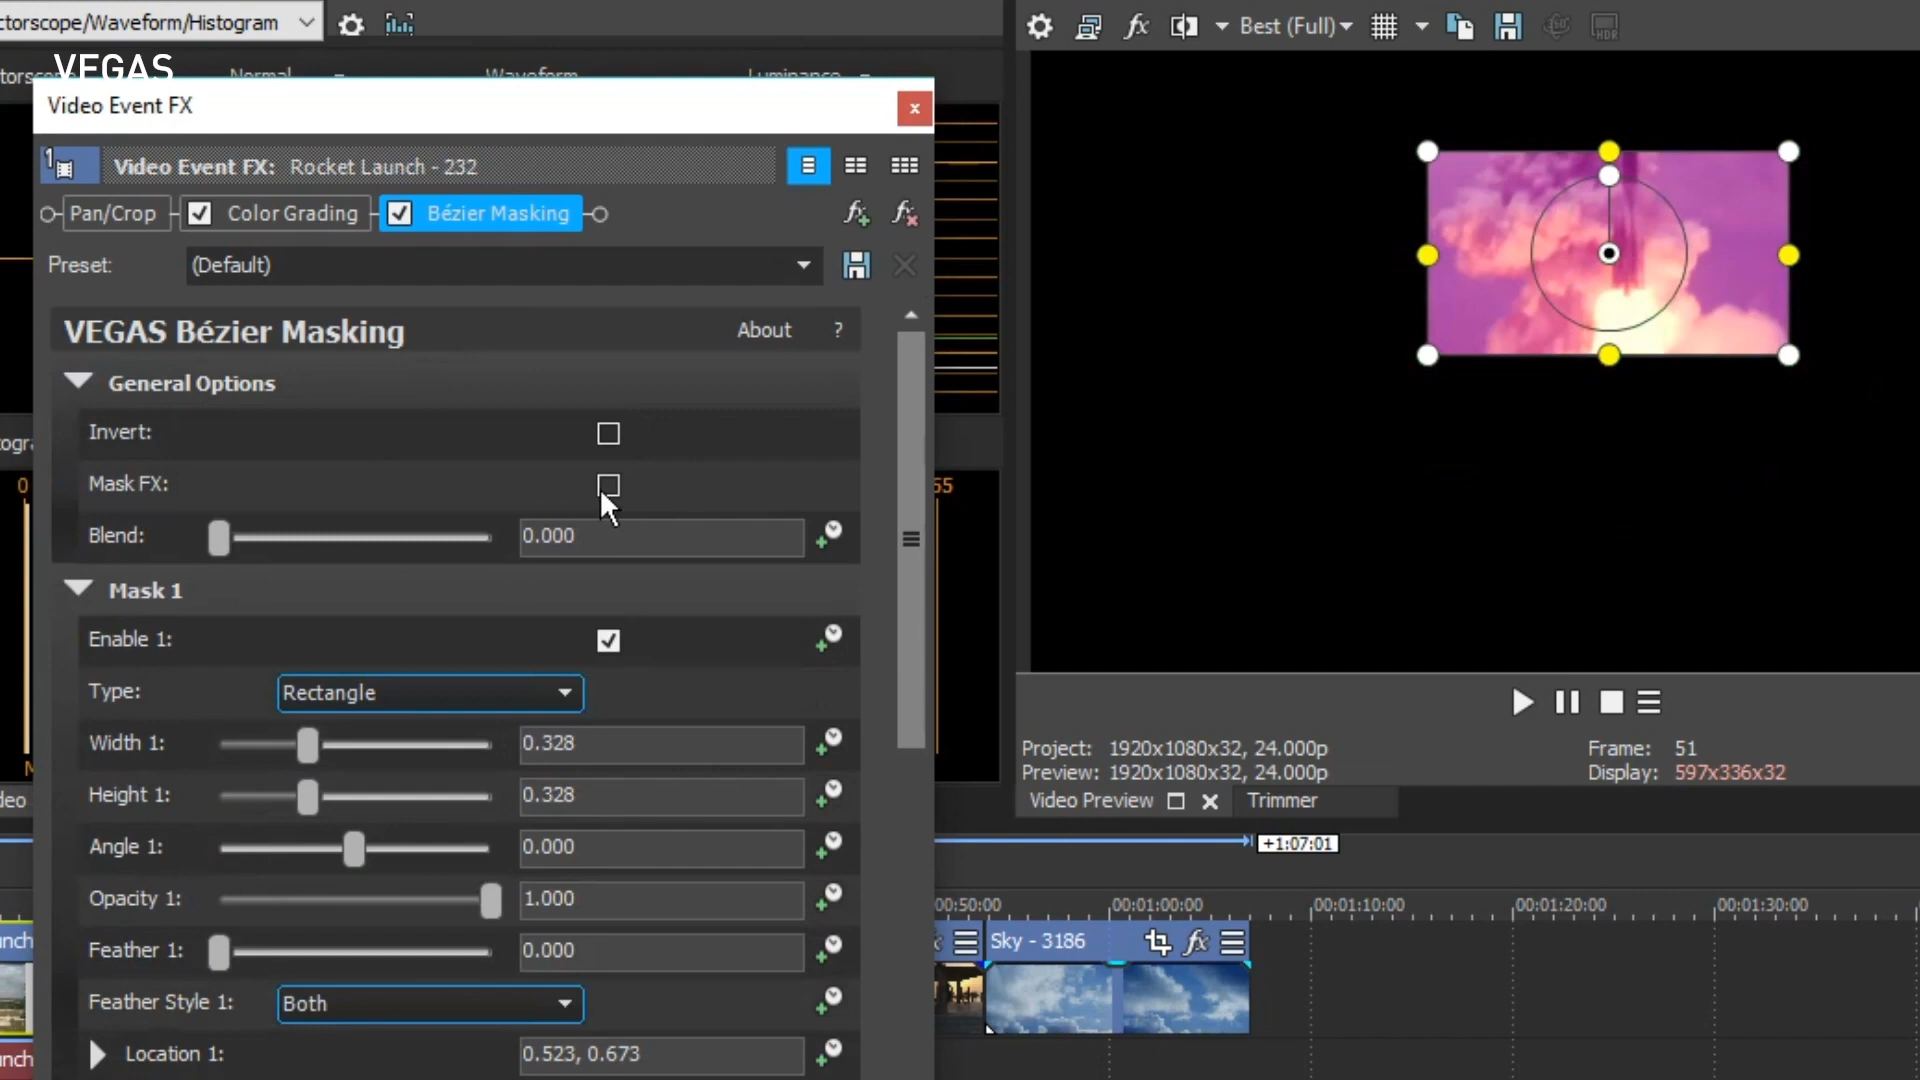 ctorscope/Waveform/Histogram
VEGAS
Normal
Waveform
Luminance
Best (Full)
Video Event FX
x
1
Video Event FX: Rocket Launch - 232
Pan/Crop
Color Grading
Bézier Masking
Preset:
(Default)
VEGAS Bézier Masking
About
?
General Options
Invert:
Mask FX:
Blend:
0.000
Mask 1
Enable 1:
Type:
Rectangle
Width 1:
0.328
Height 1:
0.328
Angle 1:
0.000
Opacity 1:
1.000
Feather 1:
0.000
Feather Style 1:
Both
Location 1:
0.523, 0.673
0
55
Project: 1920x1080x32, 24.000p
Preview: 1920x1080x32, 24.000p
Frame: 51
Display: 597x336x32
Video Preview
Trimmer
+1:07:01
00:50:00
00:01:00:00
00:01:10:00
00:01:20:00
00:01:30:00
Sky - 3186